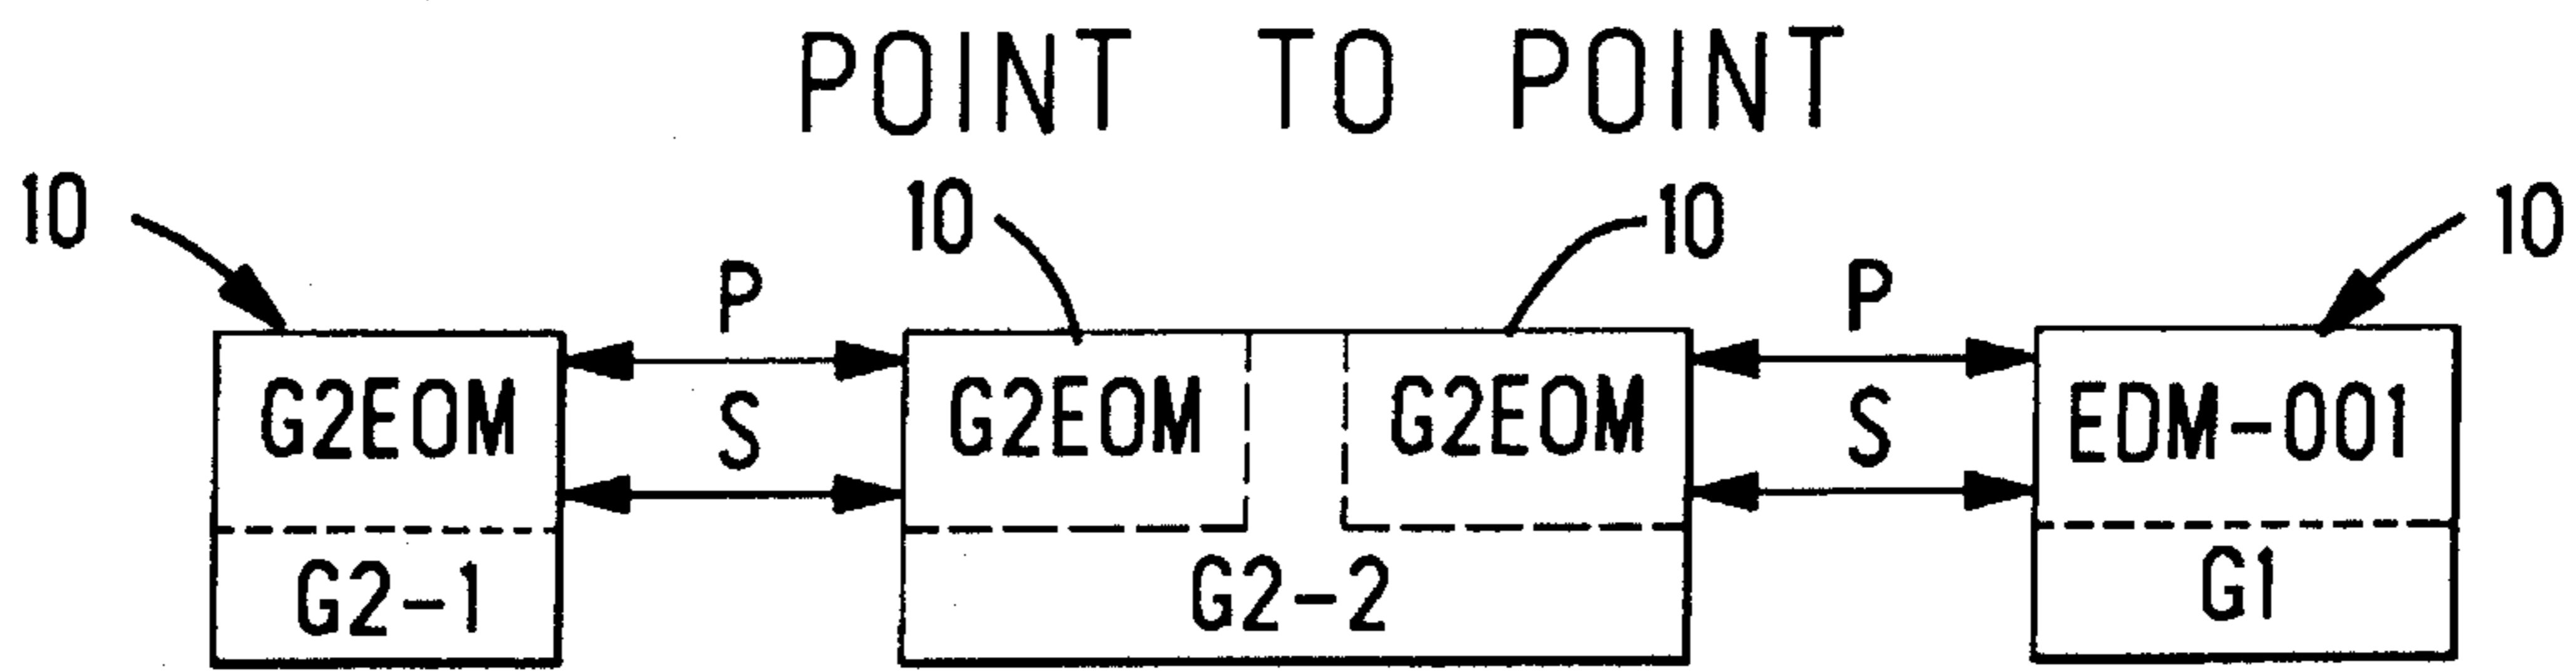 POINT TO POINT
10 10 10 10
P P
G2EOM S G2EOM G2EOM S EDM-001
G2-1 G2-2 G1